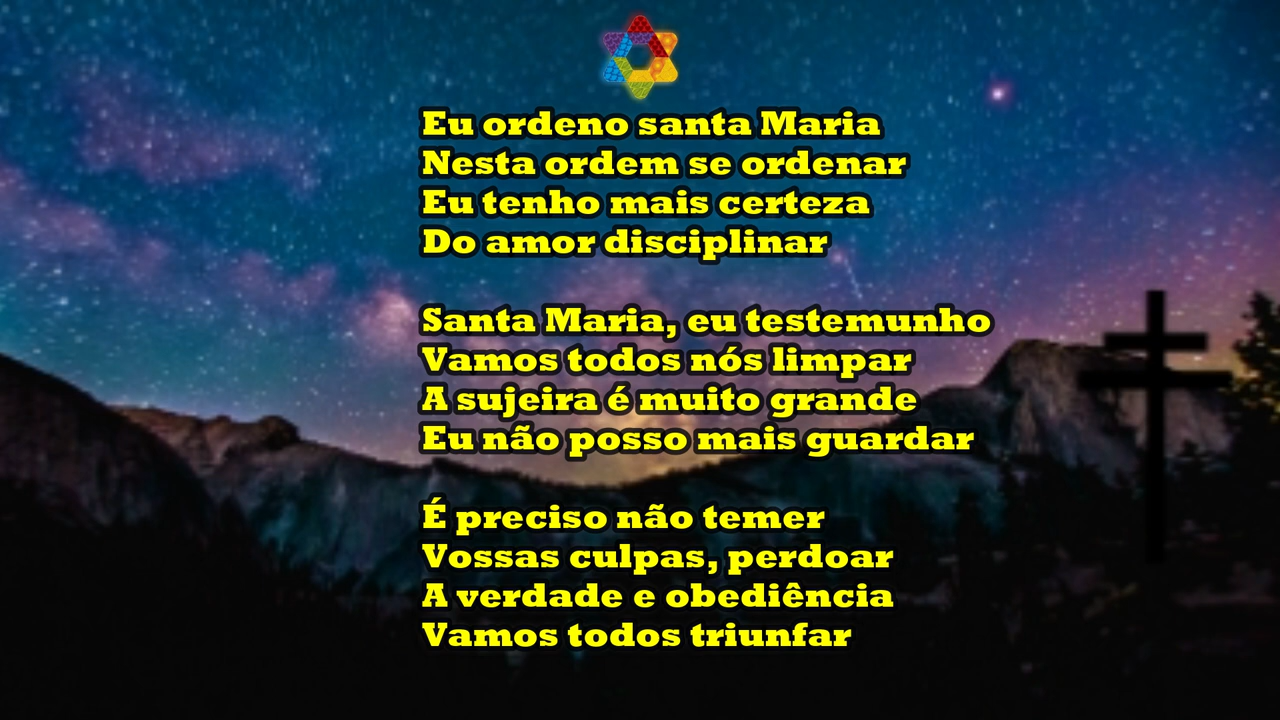 Eu ordeno santa Maria
Nesta ordem se ordenar
Eu tenho mais certeza
Do amor disciplinar
Santa Maria, eu testemunho
Vamos todos nós limpar
A sujeira é muito grande
Eu não posso mais guardar
É preciso não temer
Vossas culpas, perdoar
A verdade e obediência
Vamos todos triunfar